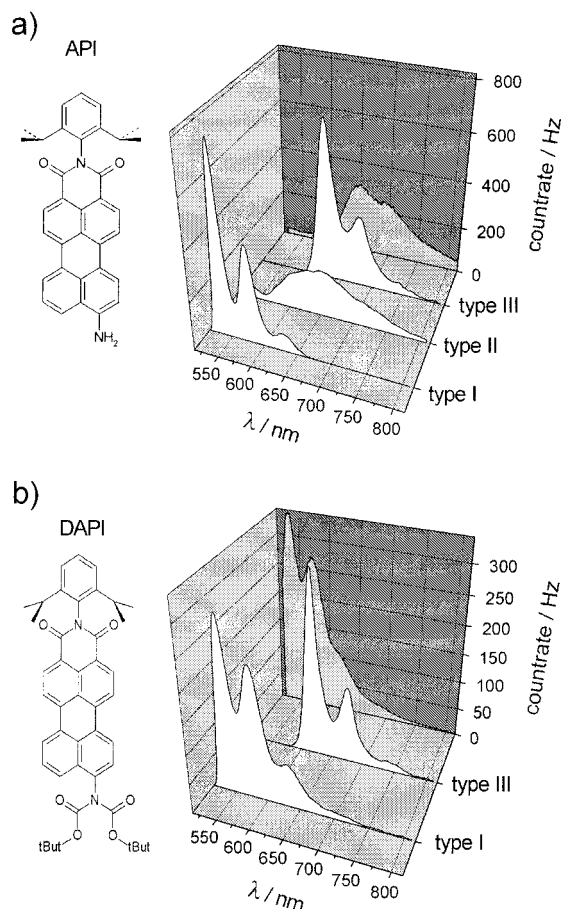 a)
API
O N O
NH2
800
600
400
200
0
countrate / Hz
type III
type II
type I
550 600 650 700 750 800
λ / nm
b)
DAPI
O N O
O N O
O O
tBut tBut
300
250
200
150
100
50
0
countrate / Hz
type III
type I
550 600 650 700 750 800
λ / nm